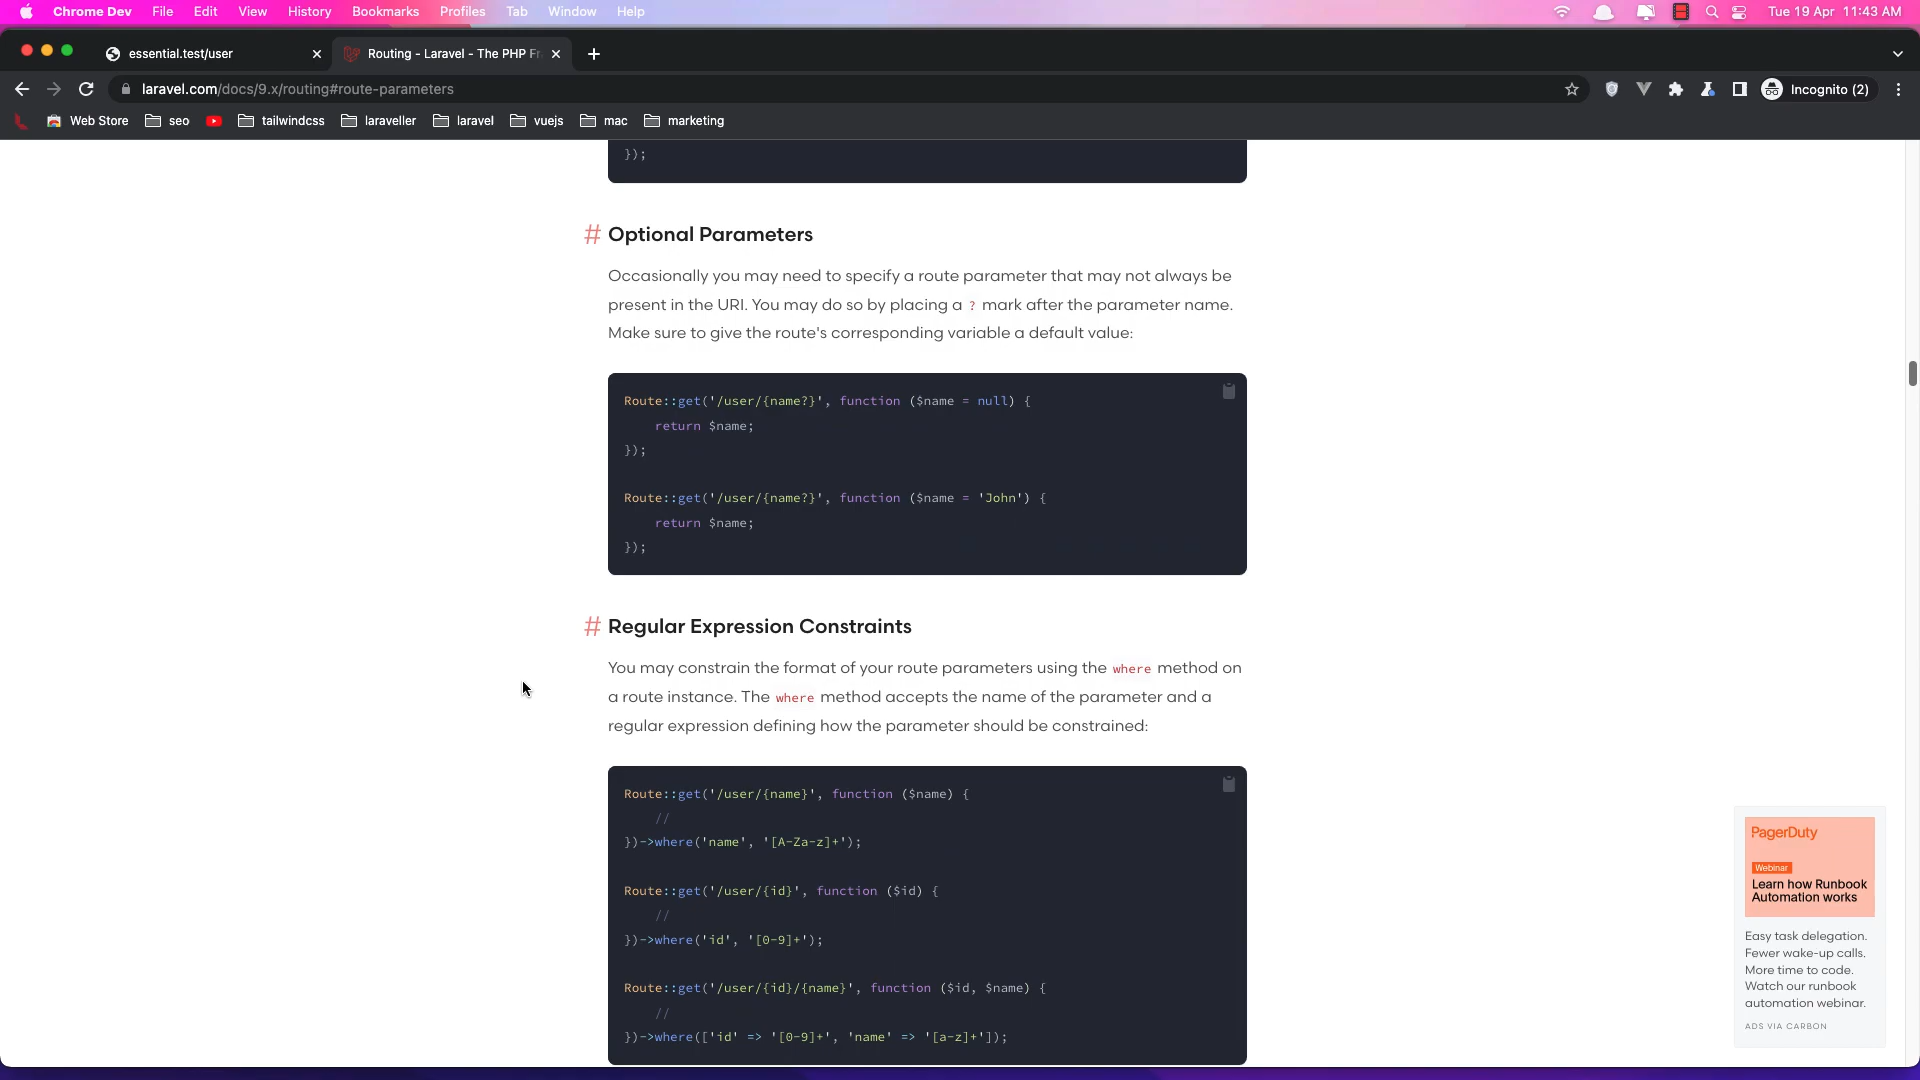 Chrome Dev File Edit View History Bookmarks Profiles Tab Window Help Tue 19 Apr 11:43 AM
essential.test/user Routing - Laravel - The PHP Fr
laravel.com/docs/9.x/routing#route-parameters Incognito (2)
Web Store seo tailwindcss laraveller laravel vuejs mac marketing
});
# Optional Parameters
Occasionally you may need to specify a route parameter that may not always be
present in the URI. You may do so by placing a ? mark after the parameter name.
Make sure to give the route's corresponding variable a default value:
Route::get('/user/{name?}', function ($name = null) {
return $name;
});
Route::get('/user/{name?}', function ($name = 'John') {
return $name;
});
# Regular Expression Constraints
You may constrain the format of your route parameters using the where method on
a route instance. The where method accepts the name of the parameter and a
regular expression defining how the parameter should be constrained:
Route::get('/user/{name}', function ($name) {
//
})->where('name', '[A-Za-z]+');
Route::get('/user/{id}', function ($id) {
//
})->where('id', '[0-9]+');
Route::get('/user/{id}/{name}', function ($id, $name) {
//
})->where(['id' => '[0-9]+', 'name' => '[a-z]+']);
PagerDuty
Webinar
Learn how Runbook
Automation works
Easy task delegation.
Fewer wake-up calls.
More time to code.
Watch our runbook
automation webinar.
ADS VIA CARBON